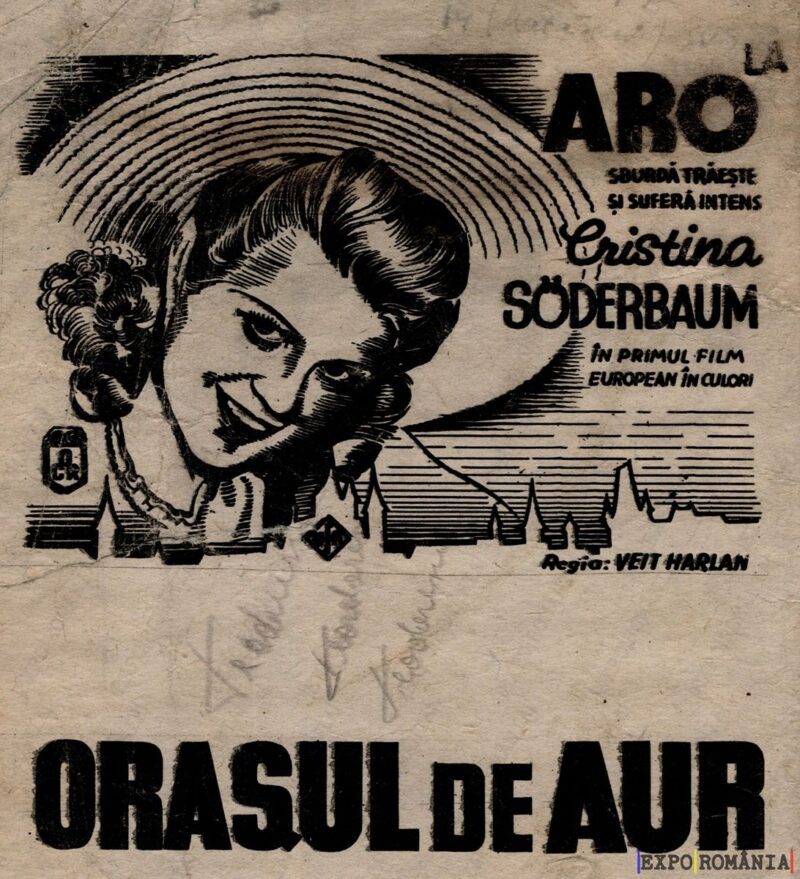 LA
ARO
SBURDĂ TRĂEȘTE
ȘI SUFERĂ INTENS
Cristina
SÖDERBAUM
ÎN PRIMUL FILM
EUROPEAN ÎN CULORI
Regia: VEIT HARLAN
ORAȘUL DE AUR
EXPO ROMÂNIA